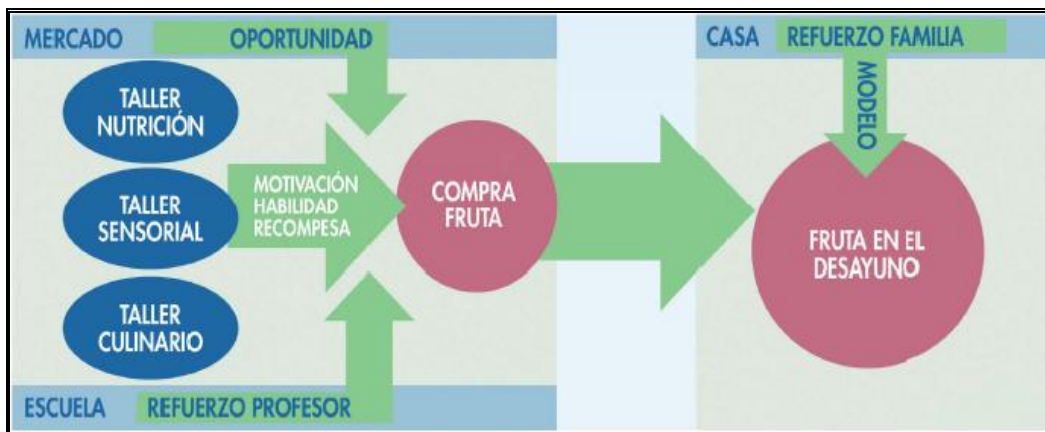 MERCADO OPORTUNIDAD
TALLER
NUTRICIÓN
TALLER
SENSORIAL
TALLER
CULINARIO
MOTIVACIÓN
HABILIDAD
RECOMPESA
COMPRA
FRUTA
ESCUELA REFUERZO PROFESOR
CASA REFUERZO FAMILIA
MODELO
FRUTA EN EL
DESAYUNO